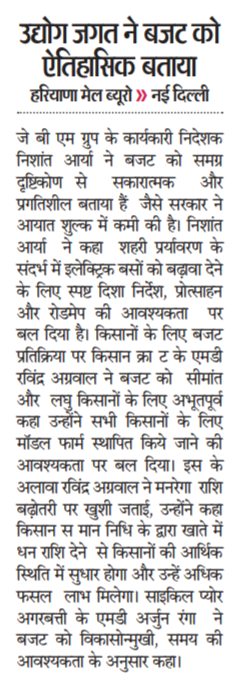 उद्योग जगत ने बजट को
ऐतिहासिक बताया
हरियाणा मेल ब्यूरो » नई दिल्ली
जे बी एम ग्रुप के कार्यकारी निदेशक
निशांत आर्या ने बजट को समग्र
दृष्टिकोण से सकारात्मक और
प्रगतिशील बताया हैं जैसे सरकार ने
आयात शुल्क में कमी की है। निशांत
आर्या ने कहा शहरी प्रर्यावरण के
संदर्भ में इलेक्ट्रिक बसों को बढ़ावा देने
के लिए स्पष्ट दिशा निर्देश, प्रोत्साहन
और रोडमेप की आवश्यकता पर
बल दिया है। किसानों के लिए बजट
प्रतिक्रिया पर किसान क्रा ट के एमडी
रविंद्र अग्रवाल ने बजट को सीमांत
और लघु किसानों के लिए अभूतपूर्व
कहा उन्होंने सभी किसानों के लिए
मॉडल फार्म स्थापित किये जाने की
आवश्यकता पर बल दिया। इस के
अलावा रविंद्र अग्रवाल ने मनरेगा राशि
बढ़ोतरी पर खुशी जताई, उन्होंने कहा
किसान स मान निधि के द्वारा खाते में
धन राशि देने से किसानों की आर्थिक
स्थिति में सुधार होगा और उन्हें अधिक
फसल लाभ मिलेगा। साइकिल प्योर
अगरबत्ती के एमडी अर्जुन रंगा ने
बजट को विकासोन्मुखी, समय की
आवश्यकता के अनुसार कहा।